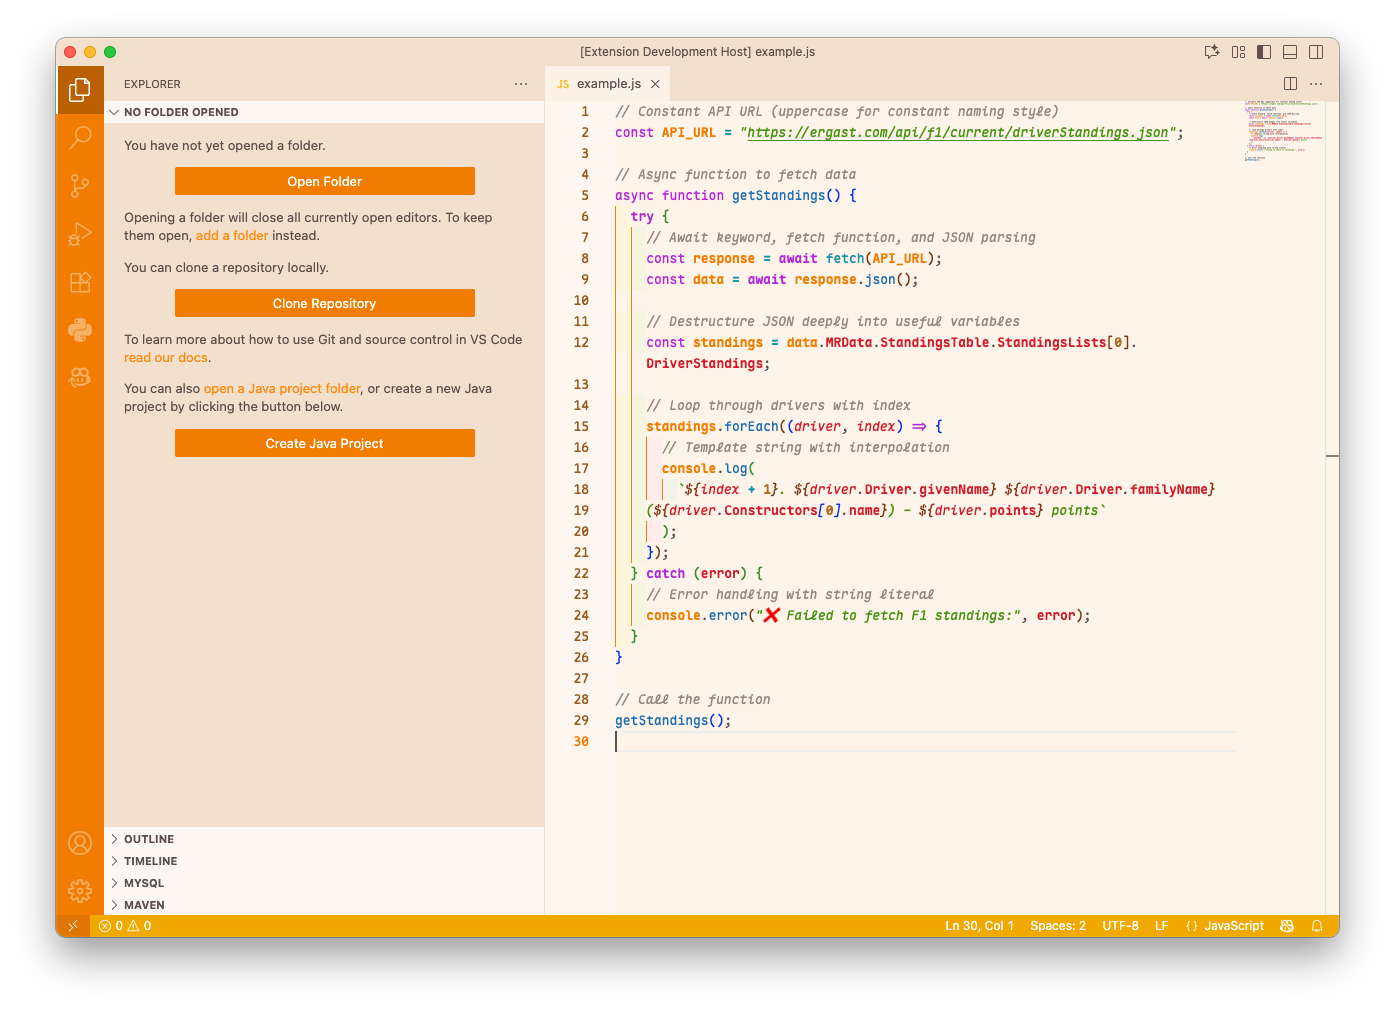 [Extension Development Host] example.js
EXPLORER
NO FOLDER OPENED
You have not yet opened a folder.
Open Folder
Opening a folder will close all currently open editors. To keep
them open, add a folder instead.
You can clone a repository locally.
Clone Repository
To learn more about how to use Git and source control in VS Code
read our docs.
You can also open a Java project folder, or create a new Java
project by clicking the button below.
Create Java Project
OUTLINE
TIMELINE
MYSQL
MAVEN
JS example.js
1 // Constant API URL (uppercase for constant naming style)
2 const API_URL = "https://ergast.com/api/f1/current/driverStandings.json";
3
4 // Async function to fetch data
5 async function getStandings() {
6 try {
7 // Await keyword, fetch function, and JSON parsing
8 const response = await fetch(API_URL);
9 const data = await response.json();
10
11 // Destructure JSON deeply into useful variables
12 const standings = data.MRData.StandingsTable.StandingsLists[0].
DriverStandings;
13
14 // Loop through drivers with index
15 standings.forEach((driver, index) => {
16 // Template string with interpolation
17 console.log(
18 `${index + 1}. ${driver.Driver.givenName} ${driver.Driver.familyName}
19 (${driver.Constructors[0].name}) - ${driver.points} points`
20 );
21 });
22 } catch (error) {
23 // Error handling with string literal
24 console.error("❌ Failed to fetch F1 standings:", error);
25 }
26 }
27
28 // Call the function
29 getStandings();
30
0 0
Ln 30, Col 1 Spaces: 2 UTF-8 LF {} JavaScript